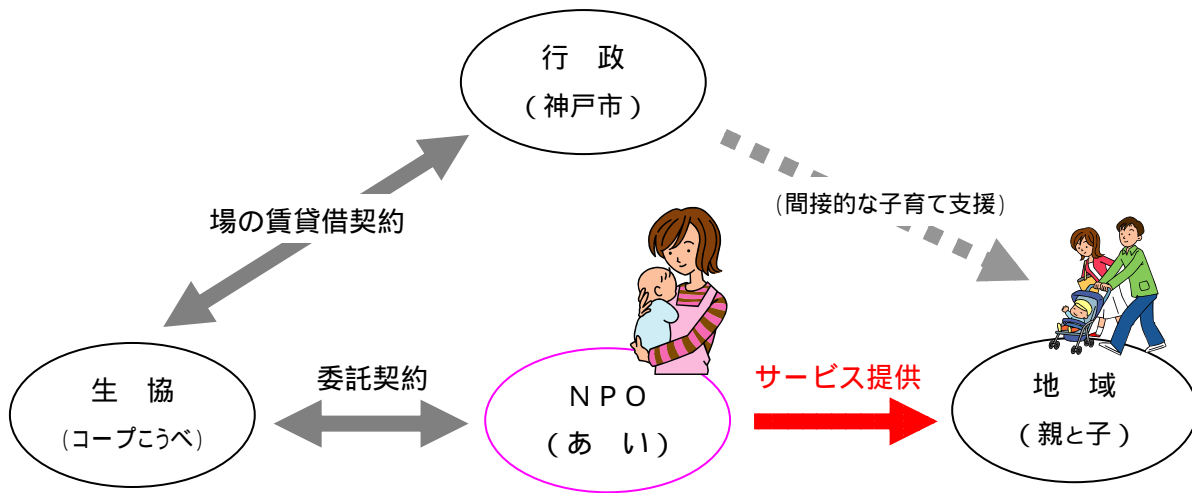 行　政
（神戸市）
場の賃貸借契約
(間接的な子育て支援)
生　協
(コープこうべ)
委託契約
ＮＰＯ
（あ　い）
サービス提供
地　域
（親と子）